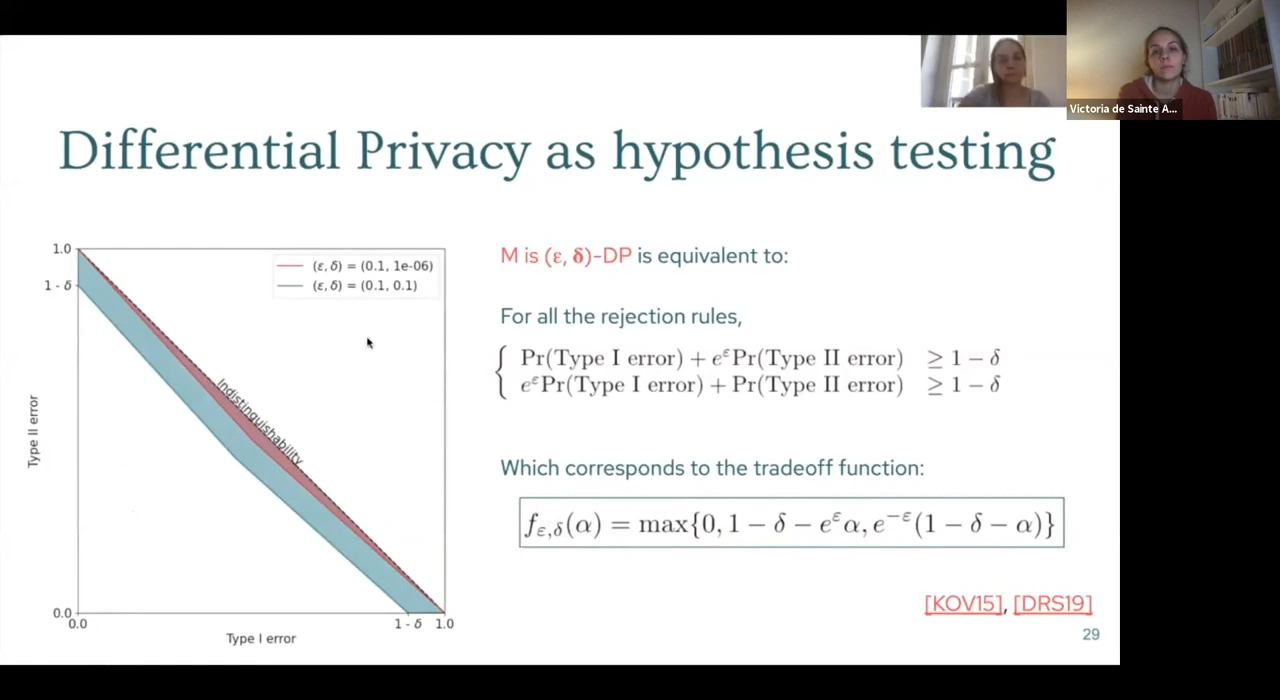 Victoria de Sainte A...
Differential Privacy as hypothesis testing
1.0
1 - δ
0.0
Type II error
(ε, δ) = (0.1, 1e-06)
(ε, δ) = (0.1, 0.1)
Indistinguishability
0.0
1 - δ
1.0
Type I error
M is (ε, δ)-DP is equivalent to:
For all the rejection rules,
{ Pr(Type I error) + e^ε Pr(Type II error) ≥ 1 − δ
e^ε Pr(Type I error) + Pr(Type II error) ≥ 1 − δ
Which corresponds to the tradeoff function:
f_{ε,δ}(α) = max{0, 1 − δ − e^ε α, e^{−ε}(1 − δ − α)}
[KOV15], [DRS19]
29